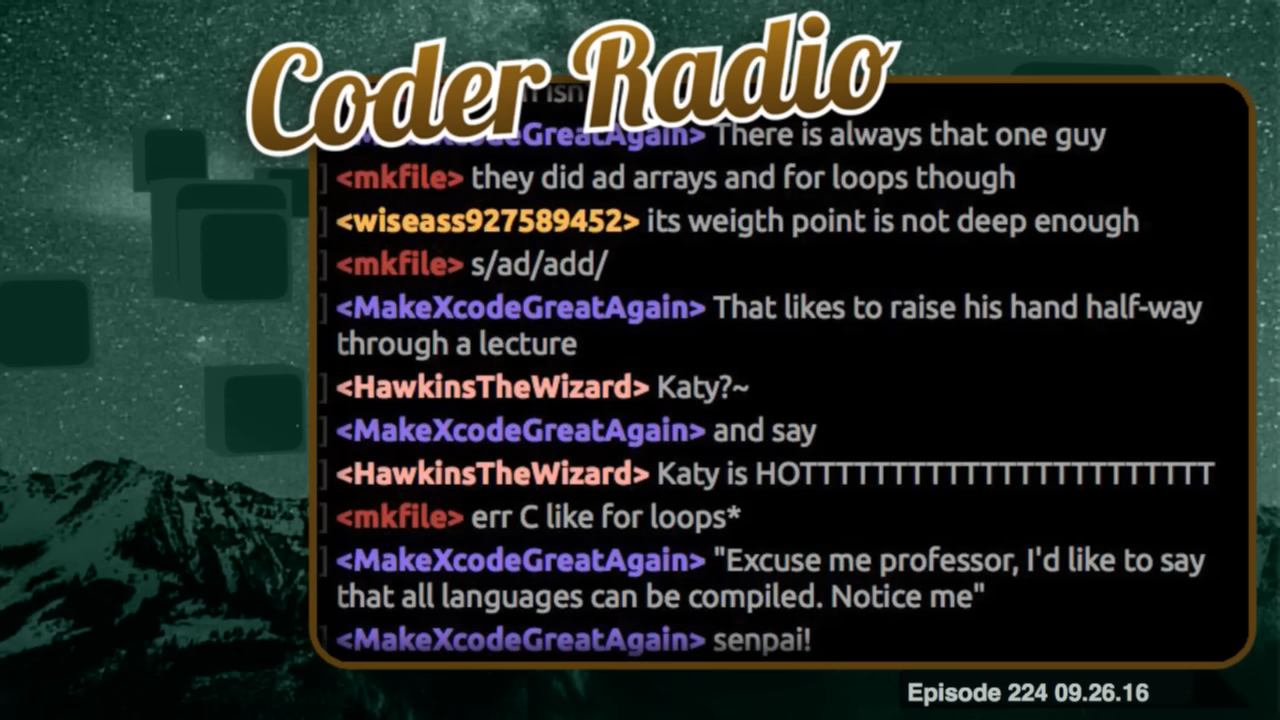 Coder Radio
isn
GreatAgain> There is always that one guy
] <mkfile> they did ad arrays and for loops though
] <wiseass927589452> its weigth point is not deep enough
] <mkfile> s/ad/add/
] <MakeXcodeGreatAgain> That likes to raise his hand half-way
through a lecture
] <HawkinsTheWizard> Katy?~
] <MakeXcodeGreatAgain> and say
] <HawkinsTheWizard> Katy is HOTTTTTTTTTTTTTTTTTTTTTTTT
] <mkfile> err C like for loops*
] <MakeXcodeGreatAgain> "Excuse me professor, I'd like to say
that all languages can be compiled. Notice me"
] <MakeXcodeGreatAgain> senpai!
Episode 224 09.26.16